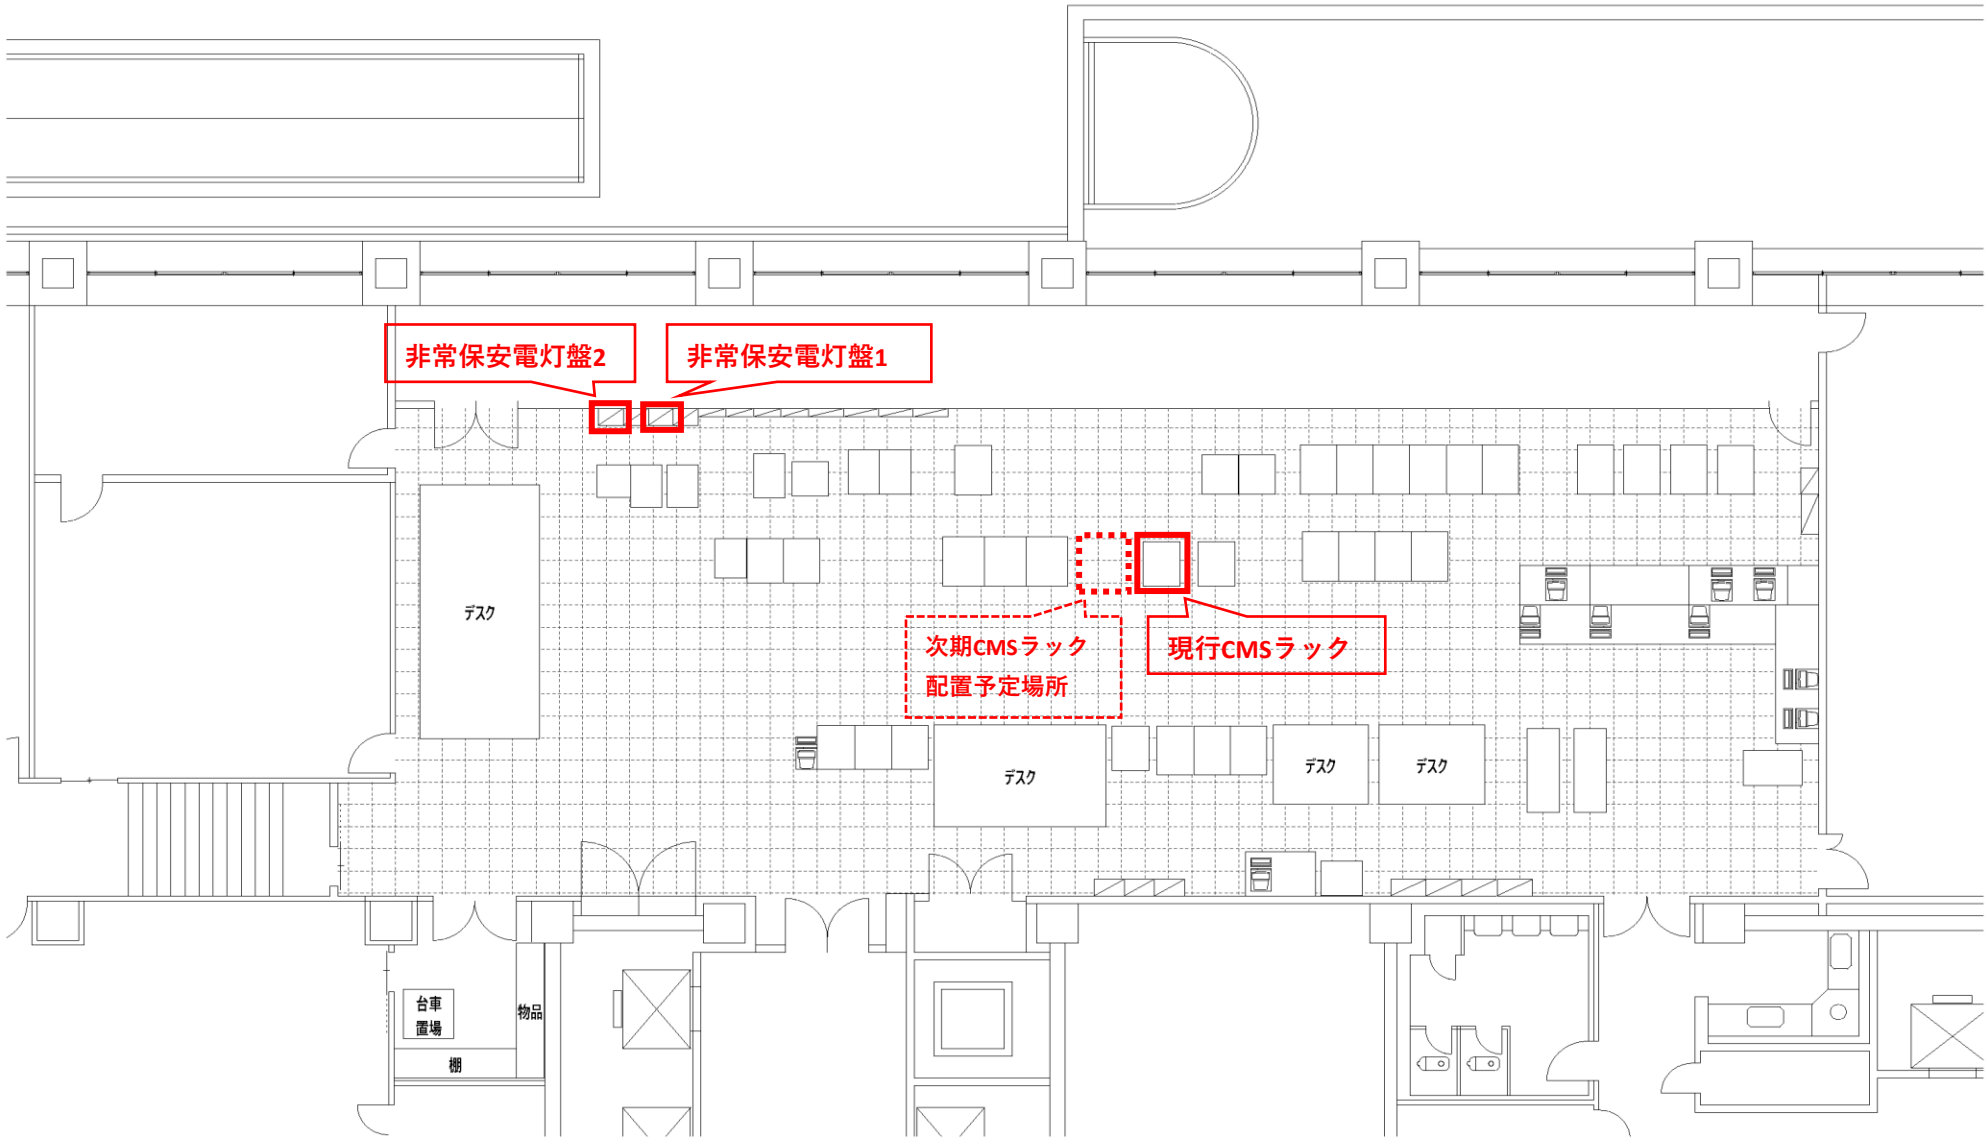 非常保安電灯盤2
非常保安電灯盤1
デスク
次期CMSラック
配置予定場所
現行CMSラック
デスク
デスク
デスク
台車
置場
物品
棚